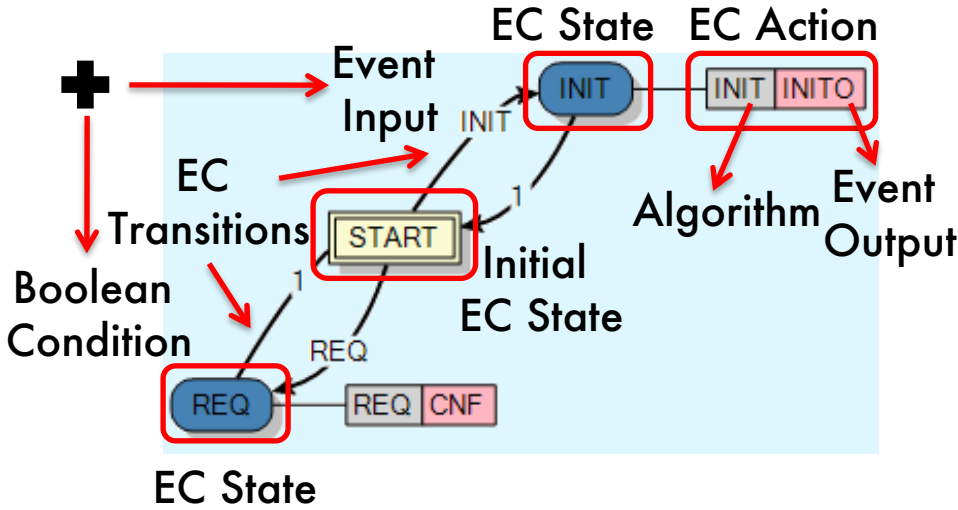 EC State
EC Action
Event
Input
INIT
INIT
INITO
INIT
EC
Transitions
1
Algorithm
Event
Output
START
Initial
EC State
1
Boolean
Condition
REQ
REQ
REQ
CNF
EC State